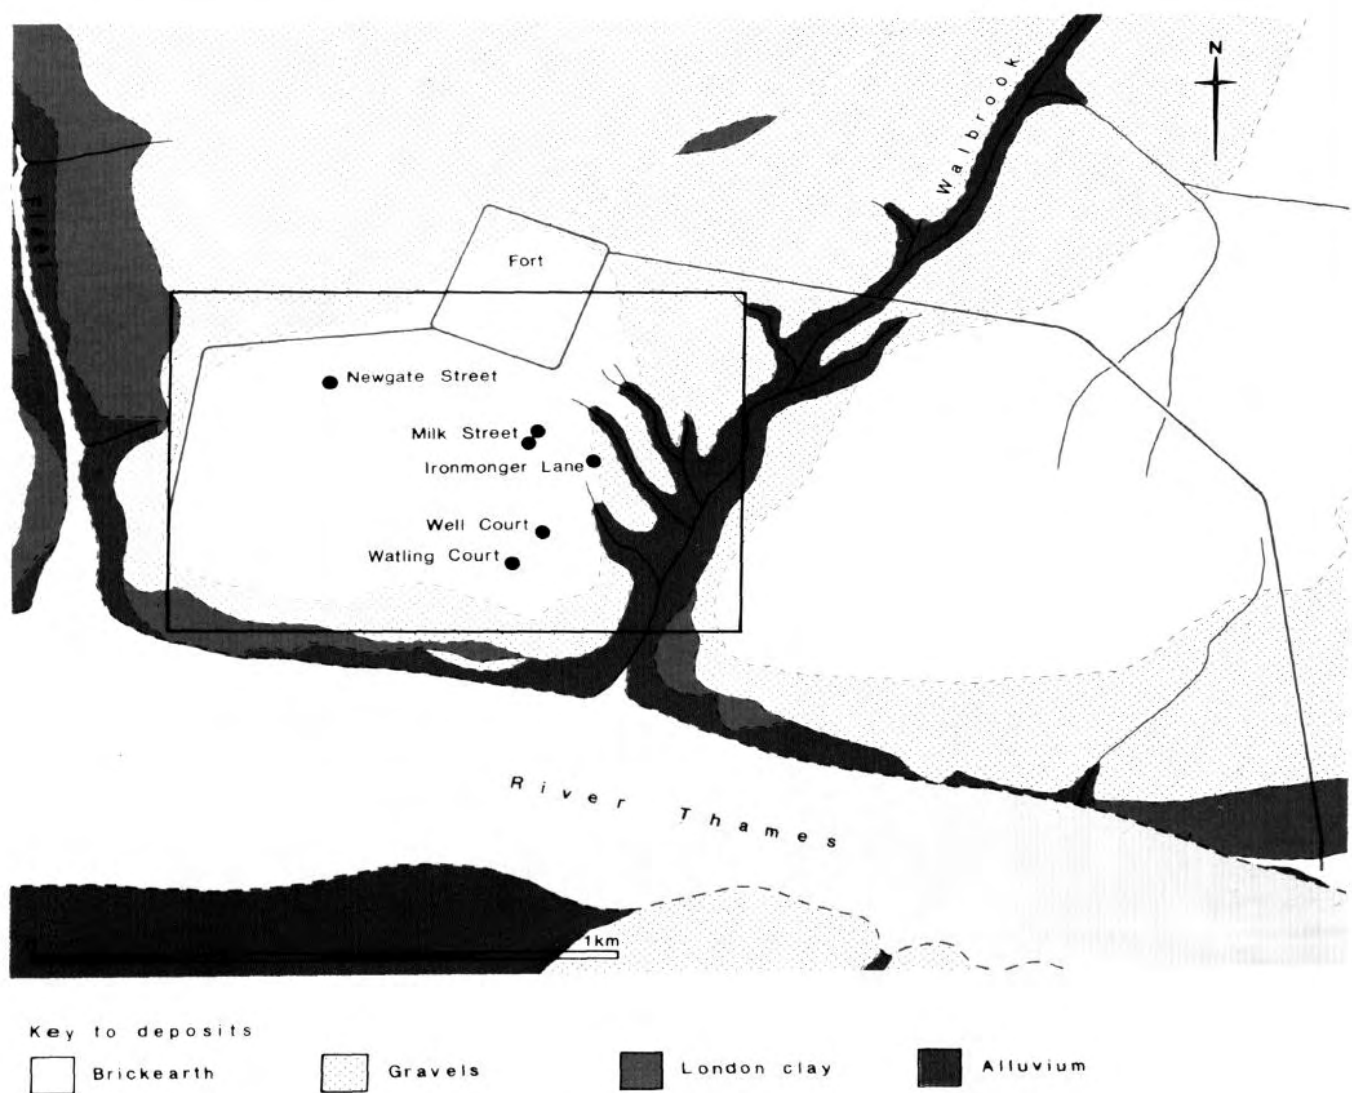 N
Walbrook
Fleet
Fort
Newgate Street
Milk Street
Ironmonger Lane
Well Court
Watling Court
River Thames
1km
Key to deposits
Brickearth
Gravels
London clay
Alluvium